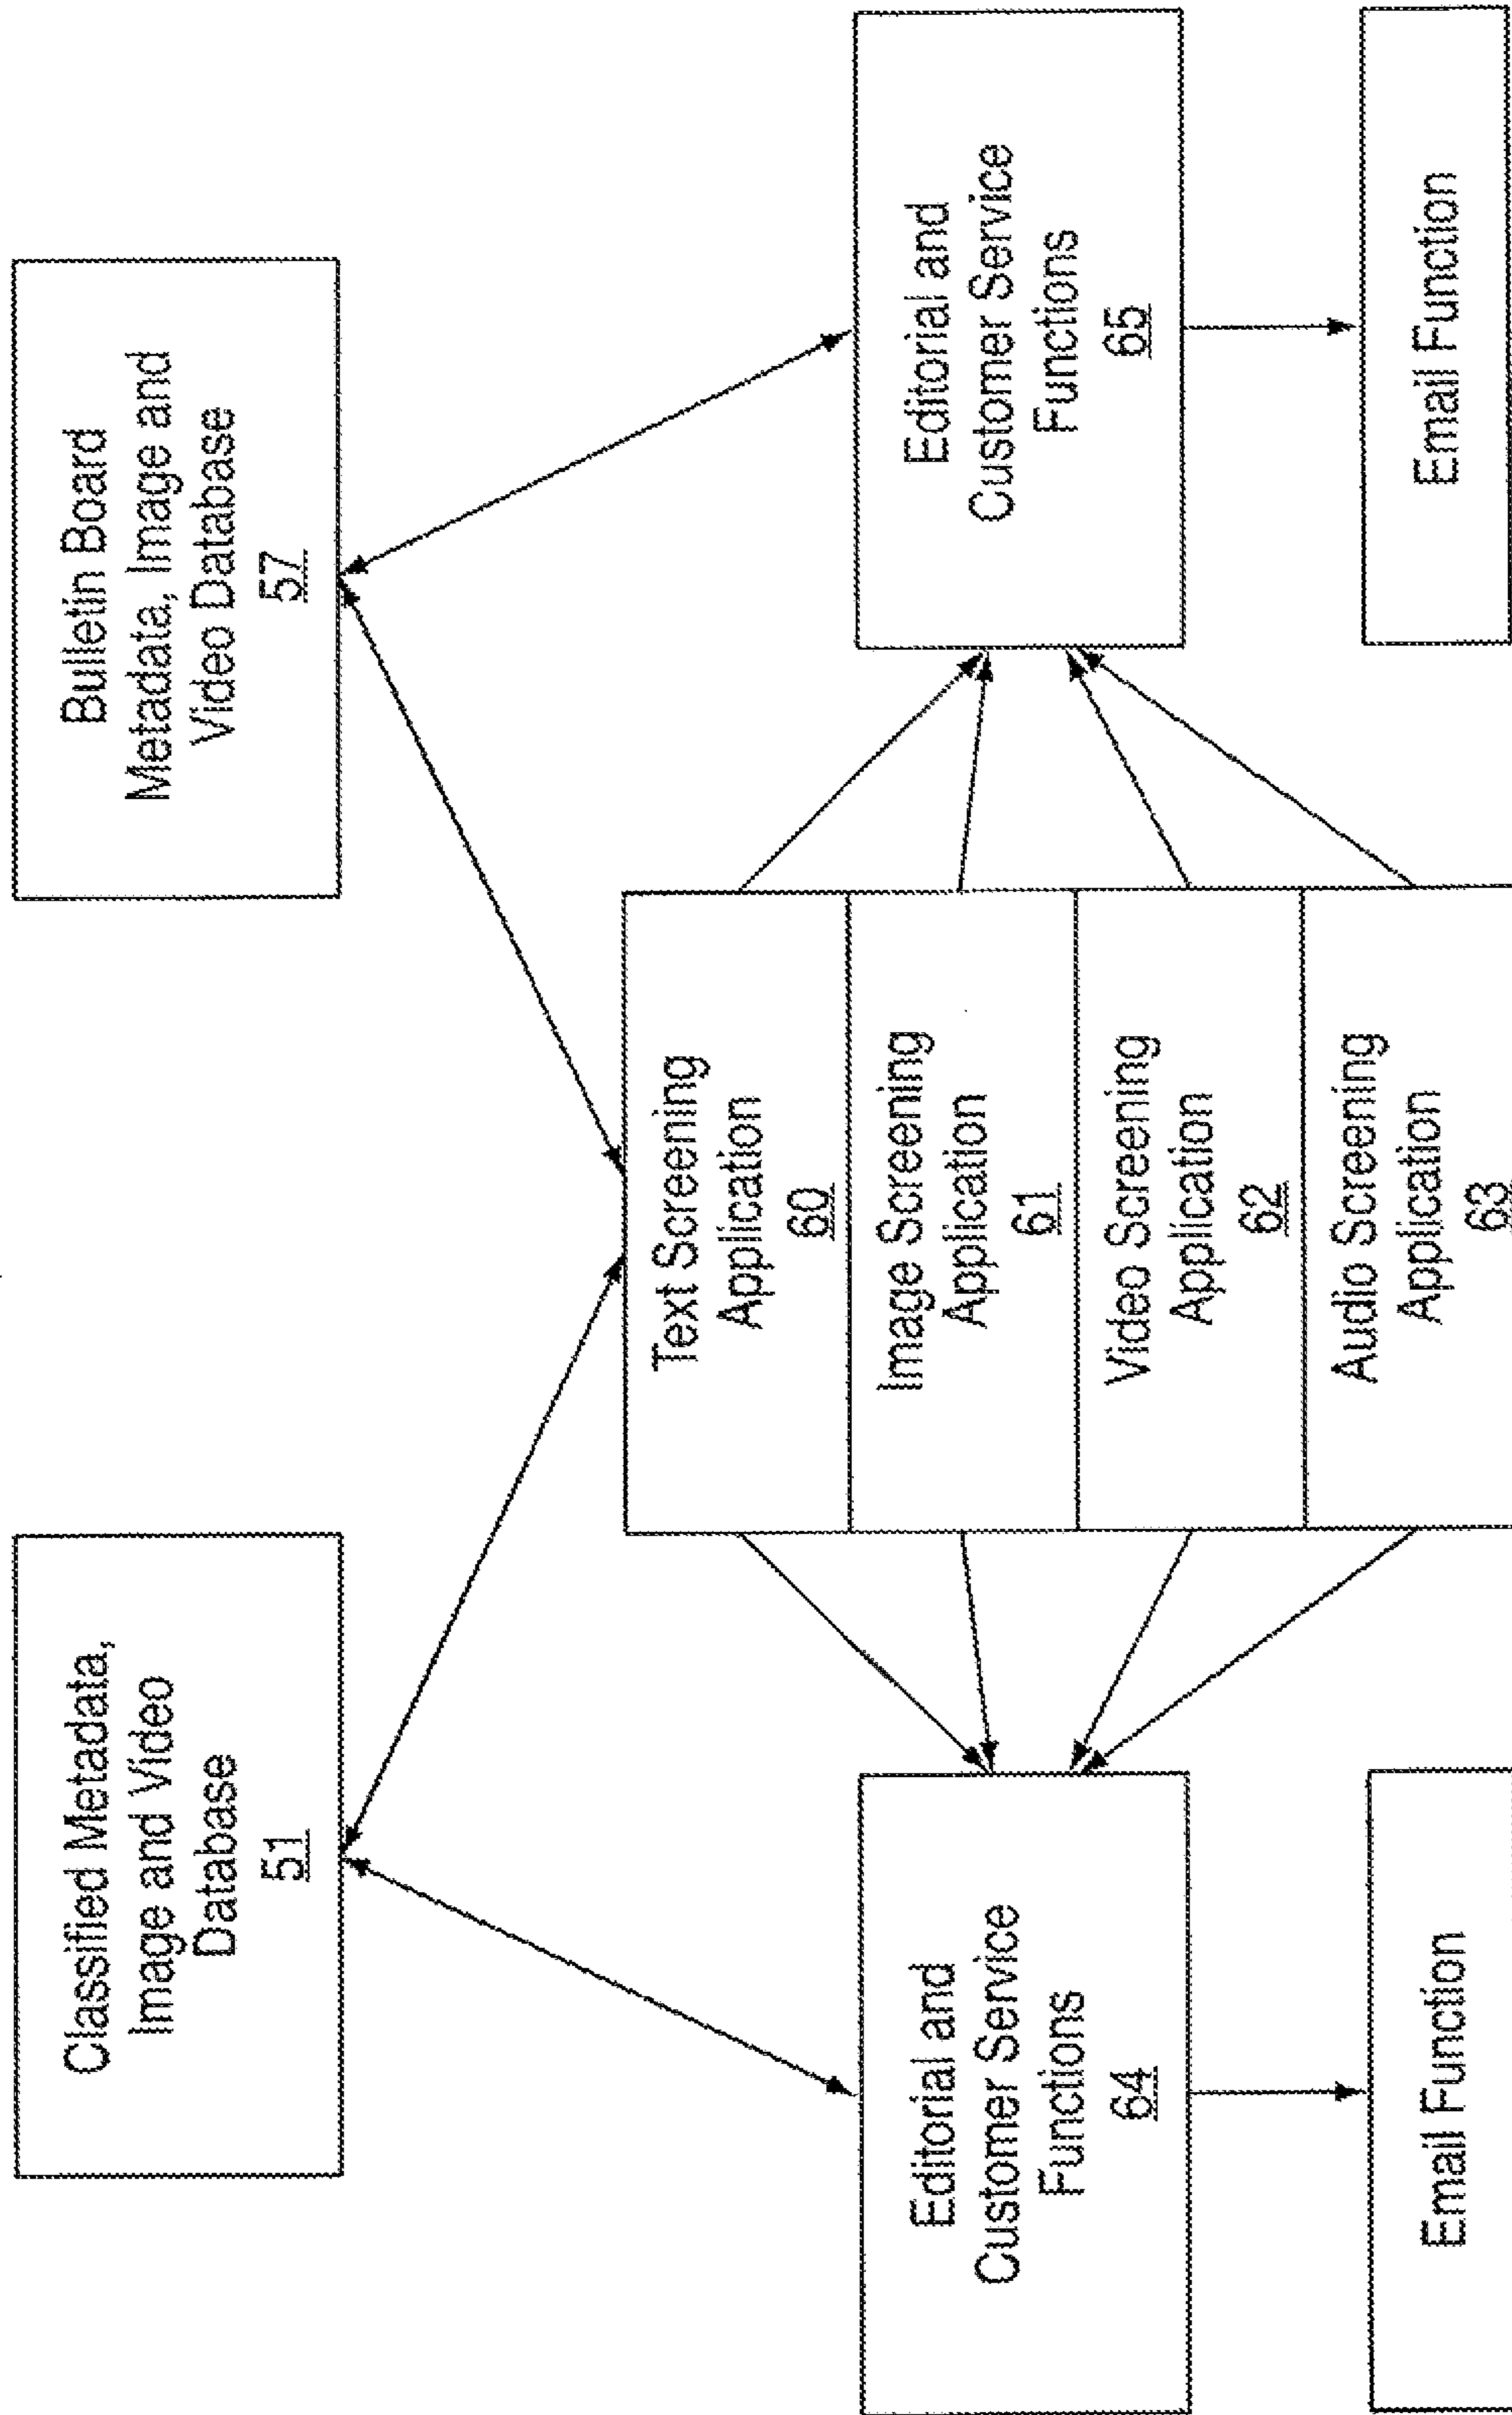 Classified Metadata,
Image and Video
Database
51
Bulletin Board
Metadata, Image and
Video Database
57
Text Screening
Application
60
Image Screening
Application
61
Video Screening
Application
62
Audio Screening
Application
63
Editorial and
Customer Service
Functions
64
Editorial and
Customer Service
Functions
65
Email Function
Email Function